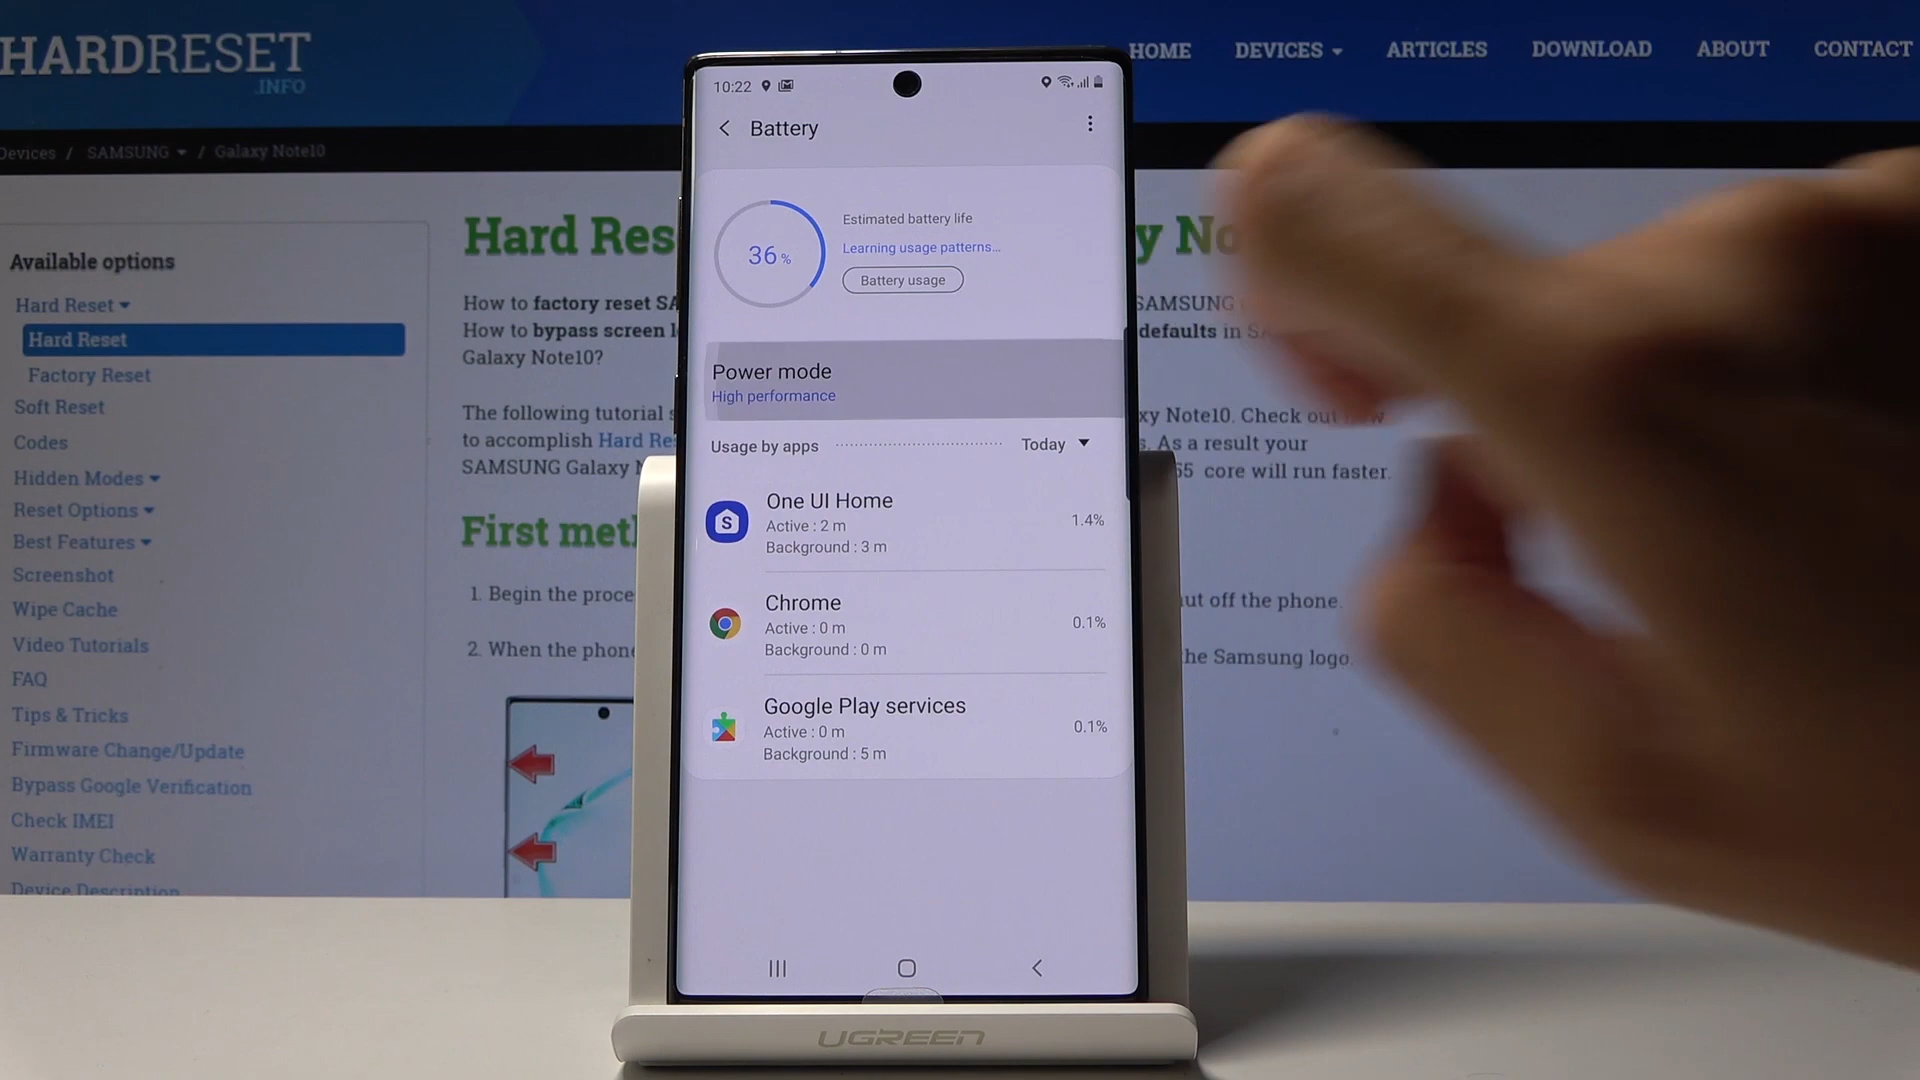 HARDRESET
.INFO
HOME DEVICES ARTICLES DOWNLOAD ABOUT CONTACT
Devices / SAMSUNG / Galaxy Note10
Available options
Hard Reset
Hard Reset
Factory Reset
Soft Reset
Codes
Hidden Modes
Reset Options
Best Features
Screenshot
Wipe Cache
Video Tutorials
FAQ
Tips & Tricks
Firmware Change/Update
Bypass Google Verification
Check IMEI
Warranty Check
Device Description
Hard Res
y No
How to factory reset SA
SAMSUNG
How to bypass screen l
defaults in SA
Galaxy Note10?
The following tutorial s
xy Note10. Check out
to accomplish Hard Re
s. As a result your
SAMSUNG Galaxy N
55 core will run faster.
First meth
1. Begin the proce
ut off the phone.
2. When the phone
he Samsung logo.
10:22
Battery
36 %
Estimated battery life
Learning usage patterns...
Battery usage
Power mode
High performance
Usage by apps Today
One UI Home
Active : 2 m
Background : 3 m
1.4%
Chrome
Active : 0 m
Background : 0 m
0.1%
Google Play services
Active : 0 m
Background : 5 m
0.1%
UGREEN